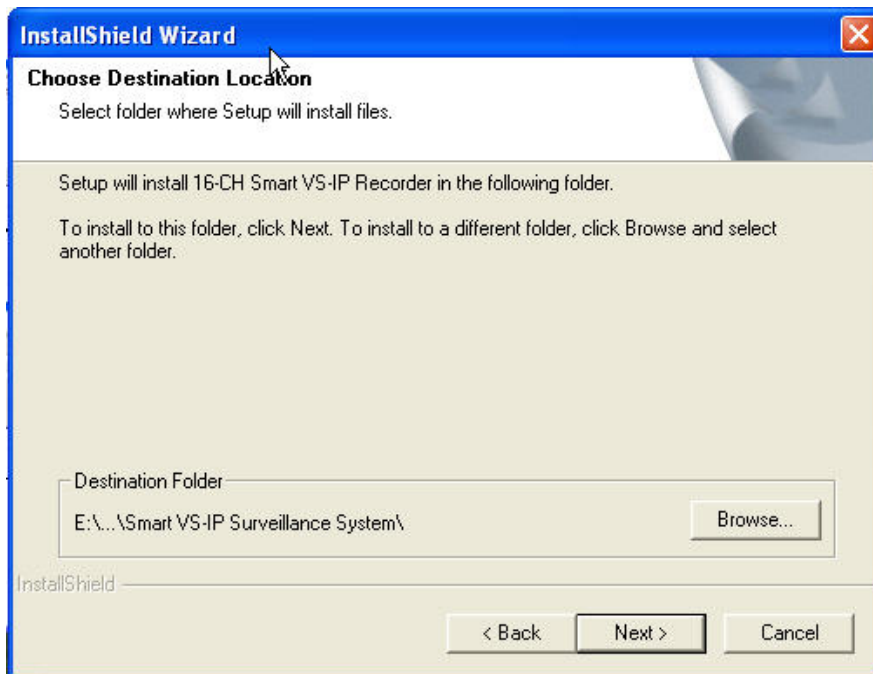 InstallShield Wizard
Choose Destination Location
Select folder where Setup will install files.
Setup will install 16-CH Smart VS-IP Recorder in the following folder.
To install to this folder, click Next. To install to a different folder, click Browse and select
another folder.
Destination Folder
E:\...\Smart VS-IP Surveillance System\
Browse...
InstallShield
< Back
Next >
Cancel